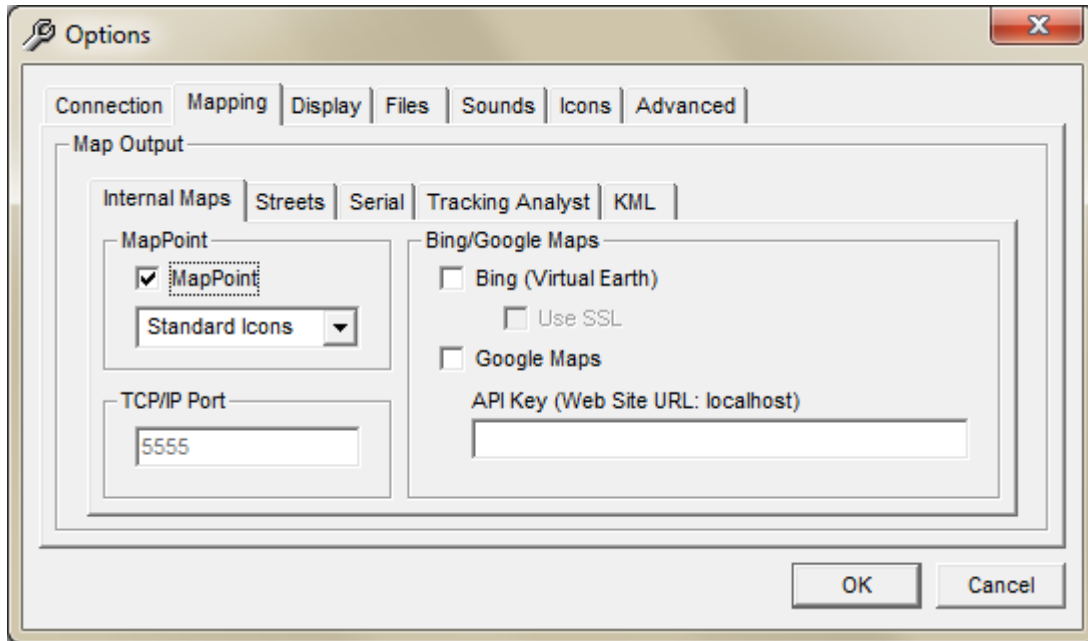 Options
Connection Mapping Display Files Sounds Icons Advanced
Map Output
Internal Maps Streets Serial Tracking Analyst KML
MapPoint
MapPoint
Standard Icons
TCP/IP Port
5555
Bing/Google Maps
Bing (Virtual Earth)
Use SSL
Google Maps
API Key (Web Site URL: localhost)
OK Cancel